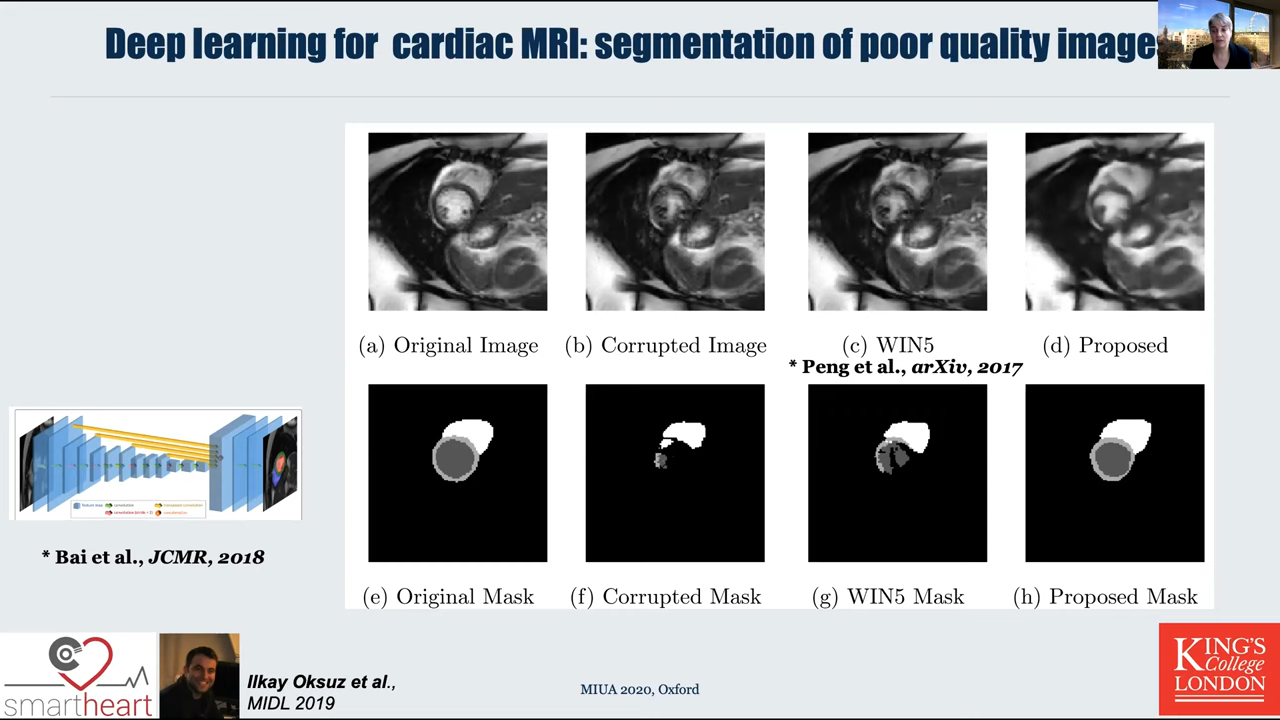 Deep learning for cardiac MRI: segmentation of poor quality image
(a) Original Image
(b) Corrupted Image
(c) WIN5
(d) Proposed
* Peng et al., arXiv, 2017
(e) Original Mask
(f) Corrupted Mask
(g) WIN5 Mask
(h) Proposed Mask
* Bai et al., JCMR, 2018
smartheart
Ilkay Oksuz et al.,
MIDL 2019
MIUA 2020, Oxford
KING'S
College
LONDON